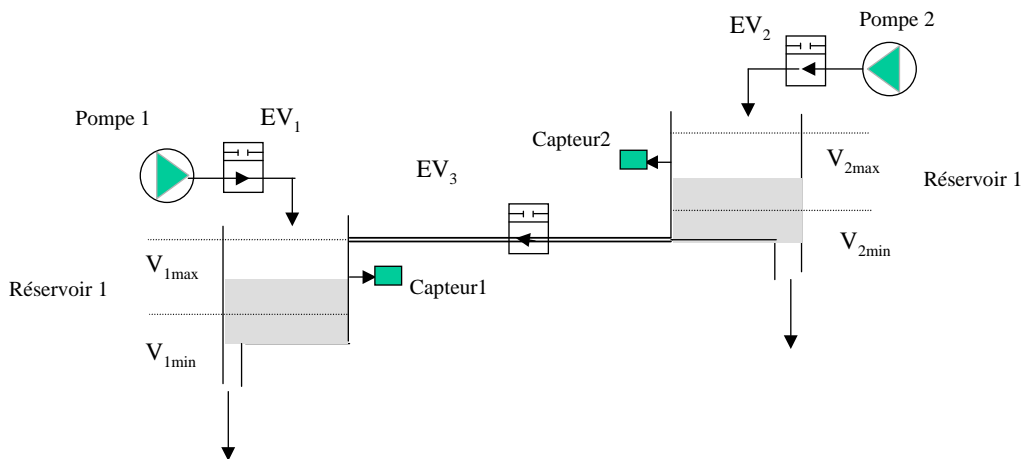 Pompe 2
EV2
Pompe 1
EV1
Capteur2
V2max
EV3
Réservoir 1
V2min
V1max
Capteur1
Réservoir 1
V1min